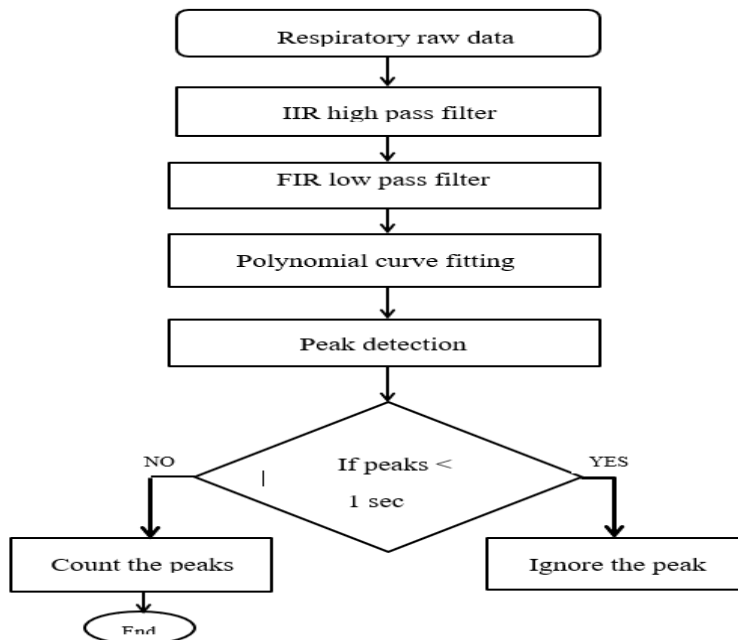 Respiratory raw data
IIR high pass filter
FIR low pass filter
Polynomial curve fitting
Peak detection
If peaks <
1 sec
NO
YES
Count the peaks
Ignore the peak
End